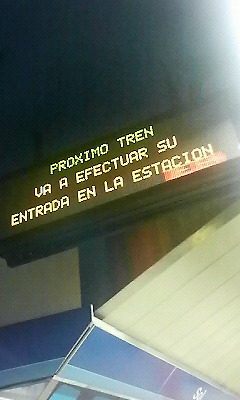 PROXIMO TREN
VA A EFECTUAR SU
ENTRADA EN LA ESTACION